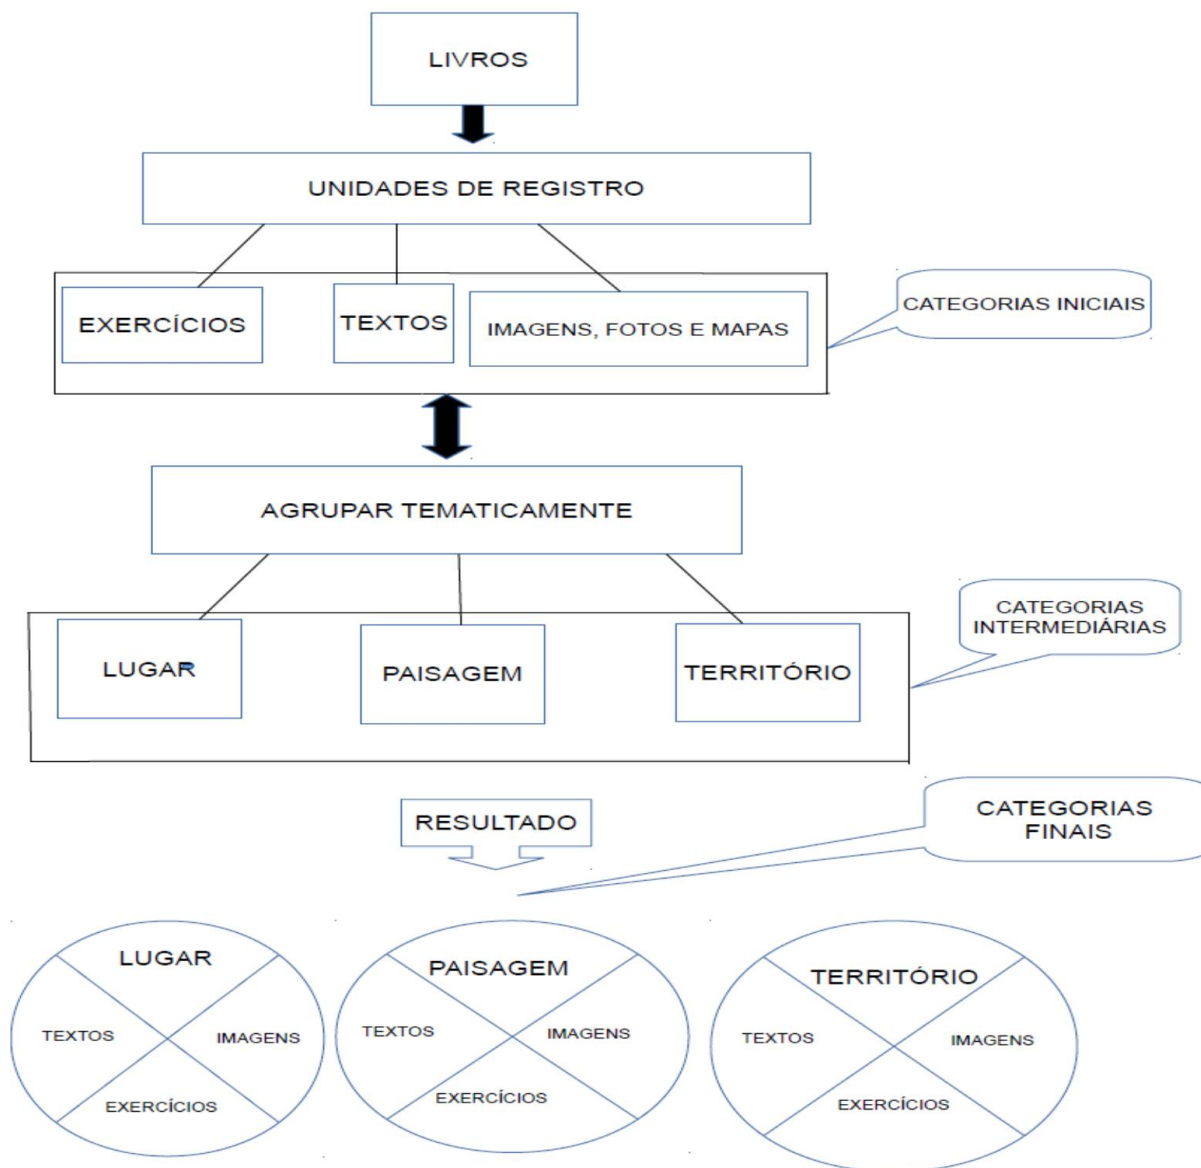 LIVROS
UNIDADES DE REGISTRO
EXERCÍCIOS
TEXTOS
IMAGENS, FOTOS E MAPAS
CATEGORIAS INICIAIS
AGRUPAR TEMATICAMENTE
CATEGORIAS
INTERMEDIÁRIAS
LUGAR
PAISAGEM
TERRITÓRIO
RESULTADO
CATEGORIAS
FINAIS
LUGAR
TEXTOS
IMAGENS
EXERCÍCIOS
PAISAGEM
TEXTOS
IMAGENS
EXERCÍCIOS
TERRITÓRIO
TEXTOS
IMAGENS
EXERCÍCIOS